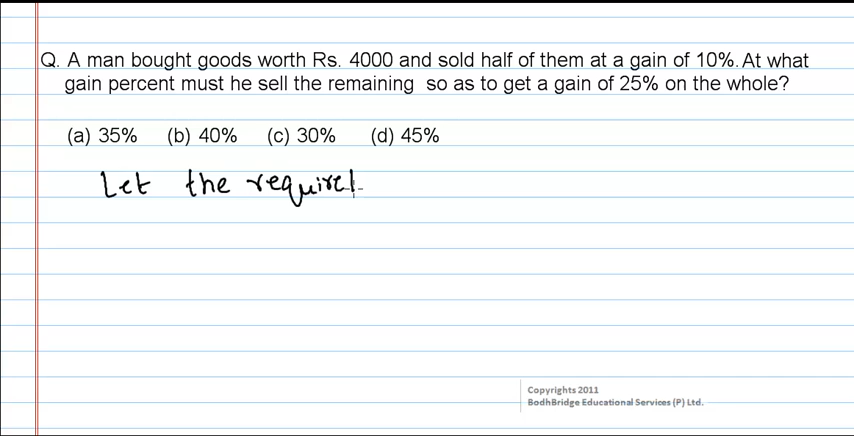 Q. A man bought goods worth Rs. 4000 and sold half of them at a gain of 10%. At what
gain percent must he sell the remaining so as to get a gain of 25% on the whole?
(a) 35% (b) 40% (c) 30% (d) 45%
Let the
Copyrights 2011
BodhBridge Educational Services (P) Ltd.